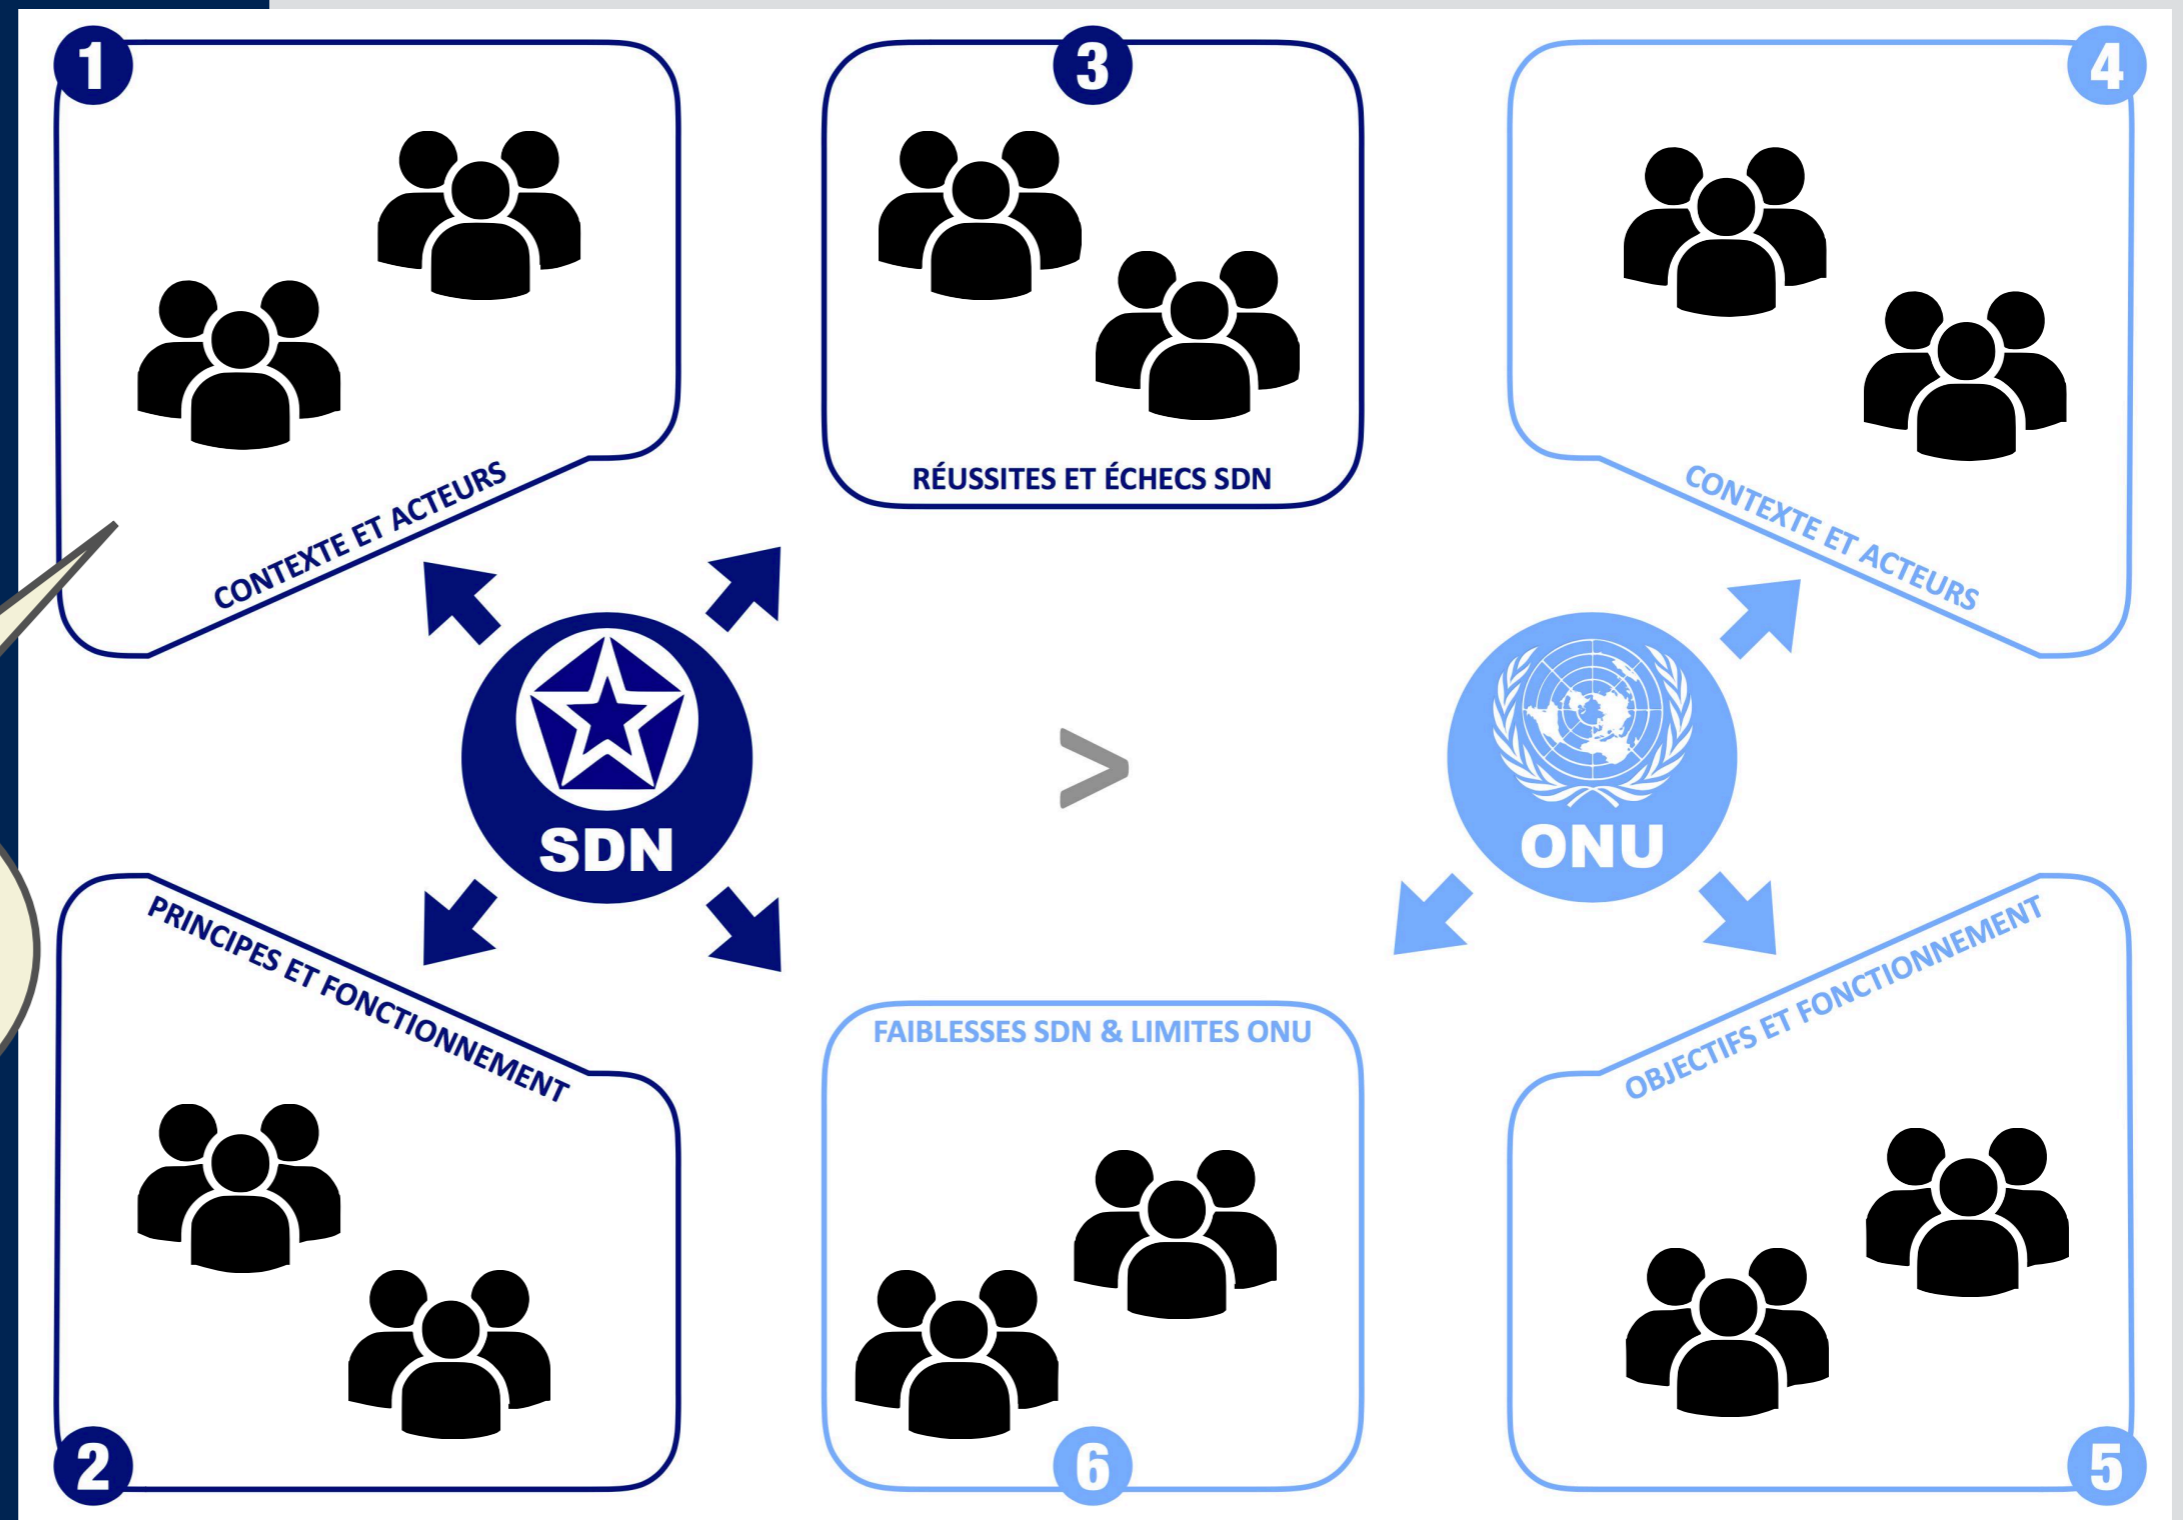 1
CONTEXTE ET ACTEURS
2
PRINCIPES ET FONCTIONNEMENT
3
RÉUSSITES ET ÉCHECS SDN
SDN
>
ONU
4
CONTEXTE ET ACTEURS
5
OBJECTIFS ET FONCTIONNEMENT
FAIBLESSES SDN & LIMITES ONU
6